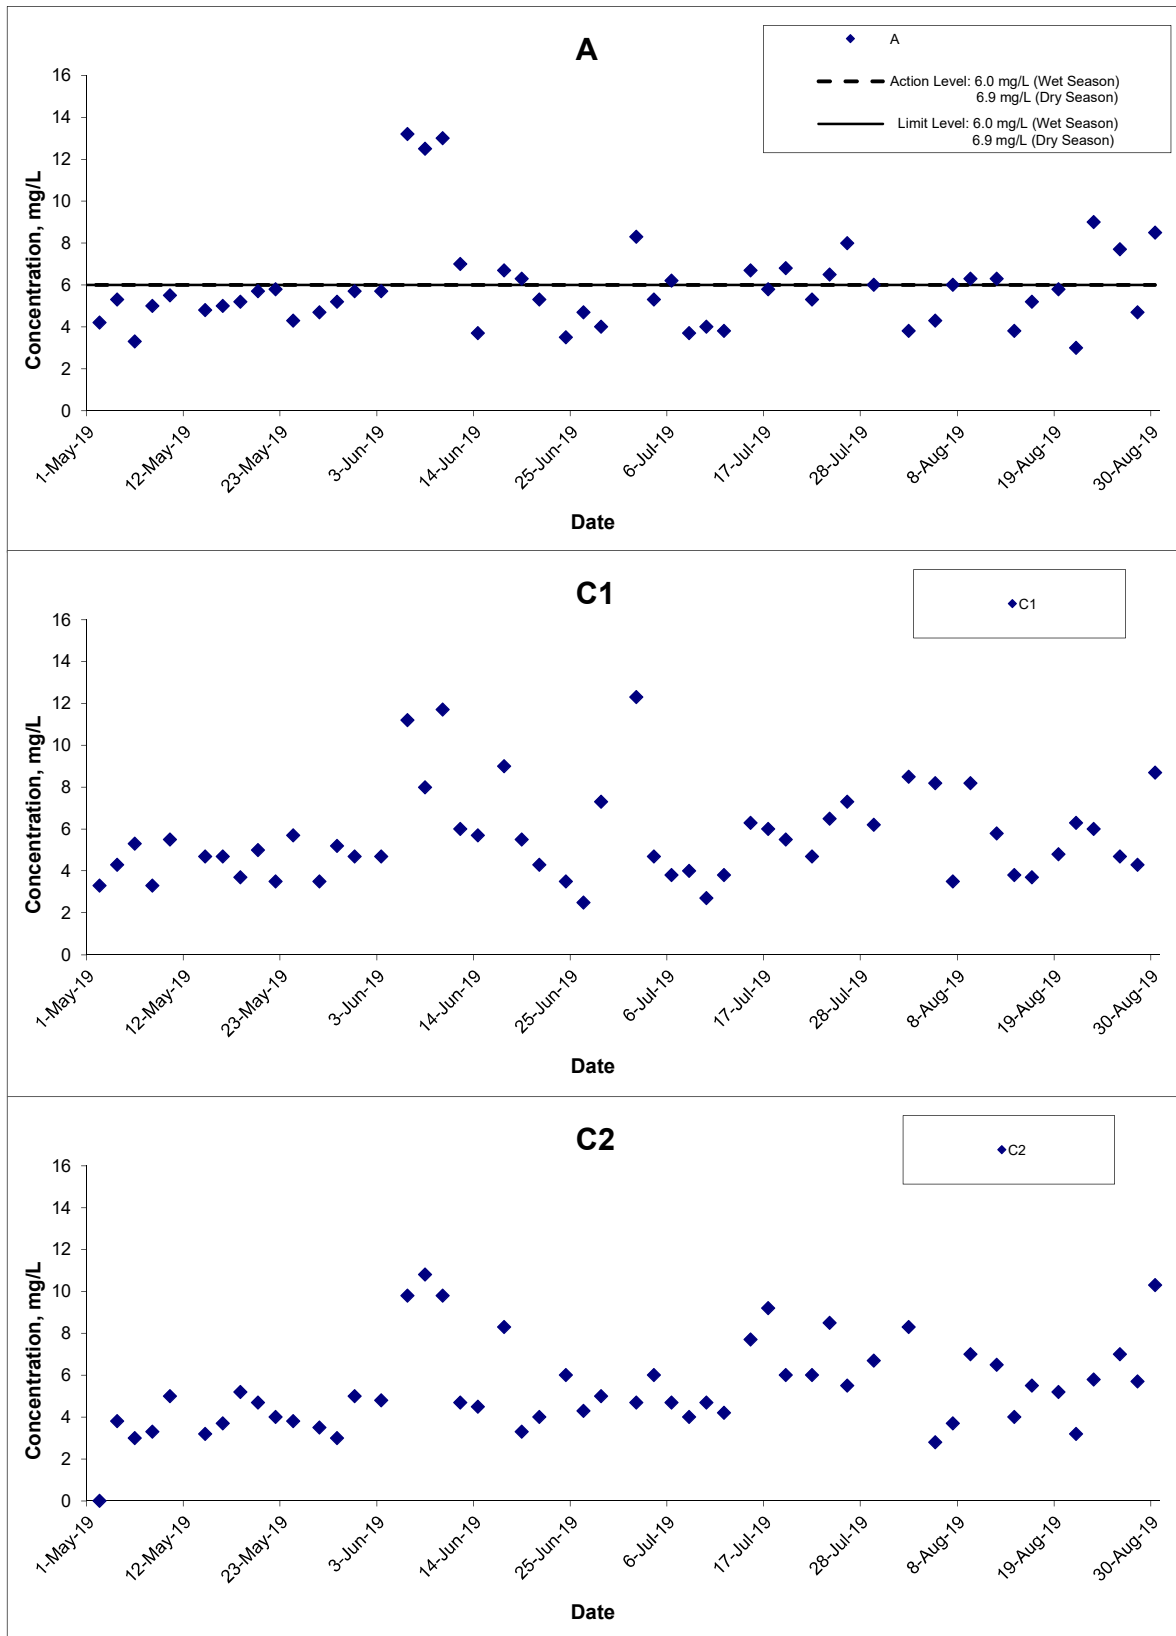 A
A
Action Level: 6.0 mg/L (Wet Season)
6.9 mg/L (Dry Season)
Limit Level: 6.0 mg/L (Wet Season)
6.9 mg/L (Dry Season)
Concentration, mg/L
16
14
12
10
8
6
4
2
0
1-May-19
12-May-19
23-May-19
3-Jun-19
14-Jun-19
25-Jun-19
6-Jul-19
17-Jul-19
28-Jul-19
8-Aug-19
19-Aug-19
30-Aug-19
Date
C1
C1
Concentration, mg/L
16
14
12
10
8
6
4
2
0
1-May-19
12-May-19
23-May-19
3-Jun-19
14-Jun-19
25-Jun-19
6-Jul-19
17-Jul-19
28-Jul-19
8-Aug-19
19-Aug-19
30-Aug-19
Date
C2
C2
Concentration, mg/L
16
14
12
10
8
6
4
2
0
1-May-19
12-May-19
23-May-19
3-Jun-19
14-Jun-19
25-Jun-19
6-Jul-19
17-Jul-19
28-Jul-19
8-Aug-19
19-Aug-19
30-Aug-19
Date